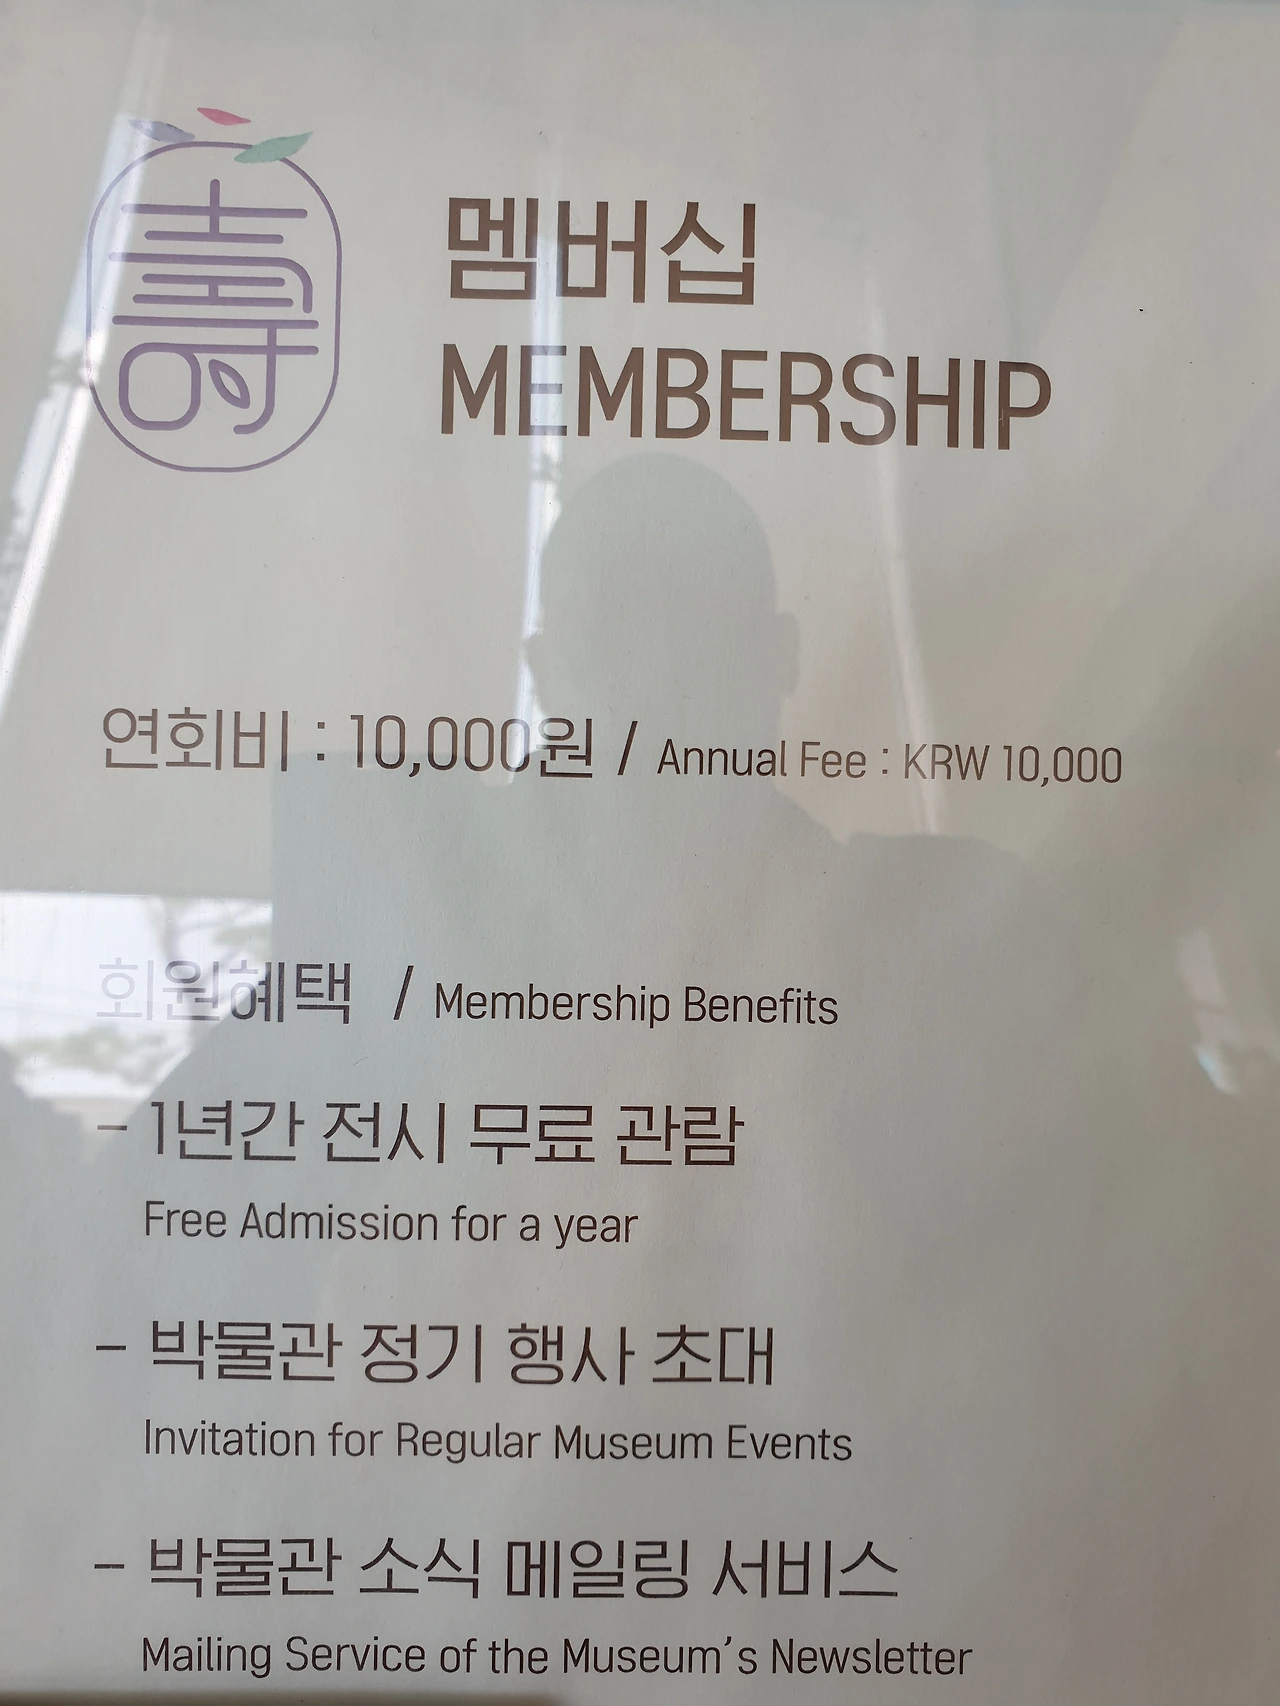 壽
멤버십
MEMBERSHIP
연회비 : 10,000원 / Annual Fee : KRW 10,000
회원혜택 / Membership Benefits
- 1년간 전시 무료 관람
Free Admission for a year
- 박물관 정기 행사 초대
Invitation for Regular Museum Events
- 박물관 소식 메일링 서비스
Mailing Service of the Museum's Newsletter